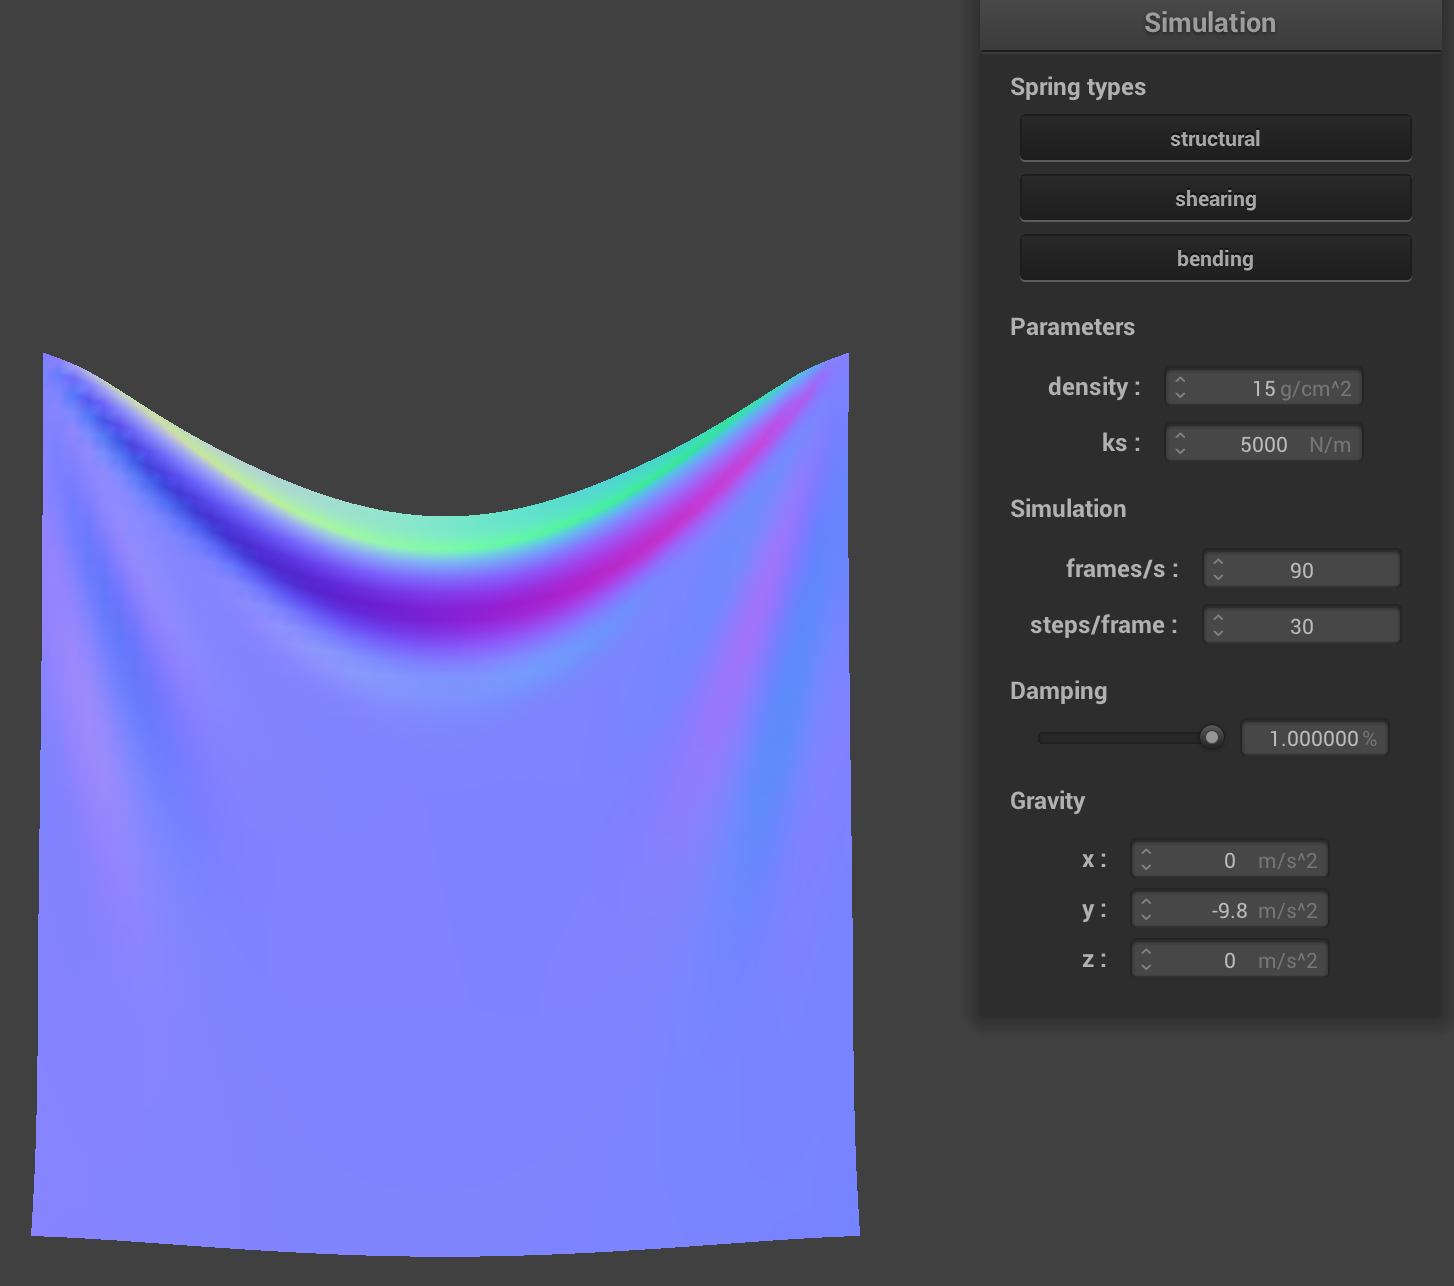 Simulation
Spring types
structural
shearing
bending
Parameters
density : 15 g/cm^2
ks : 5000 N/m
Simulation
frames/s : 90
steps/frame : 30
Damping
1.000000 %
Gravity
x : 0 m/s^2
y : -9.8 m/s^2
z : 0 m/s^2